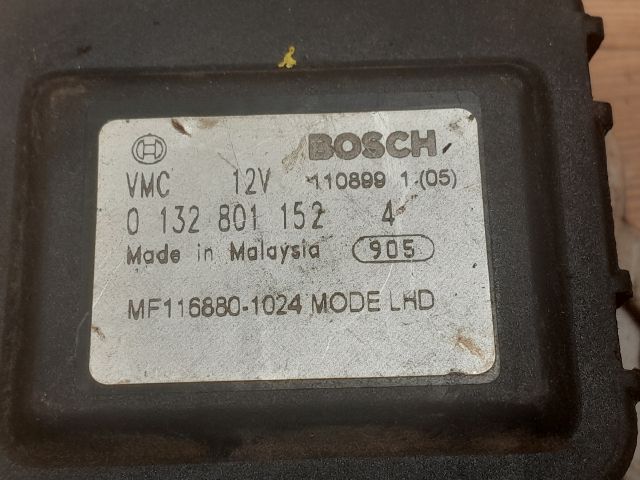 BOSCH
VMC 12V 110899 1 (05)
0 132 801 152 4
Made in Malaysia 905
MF116880-1024 MODE LHD